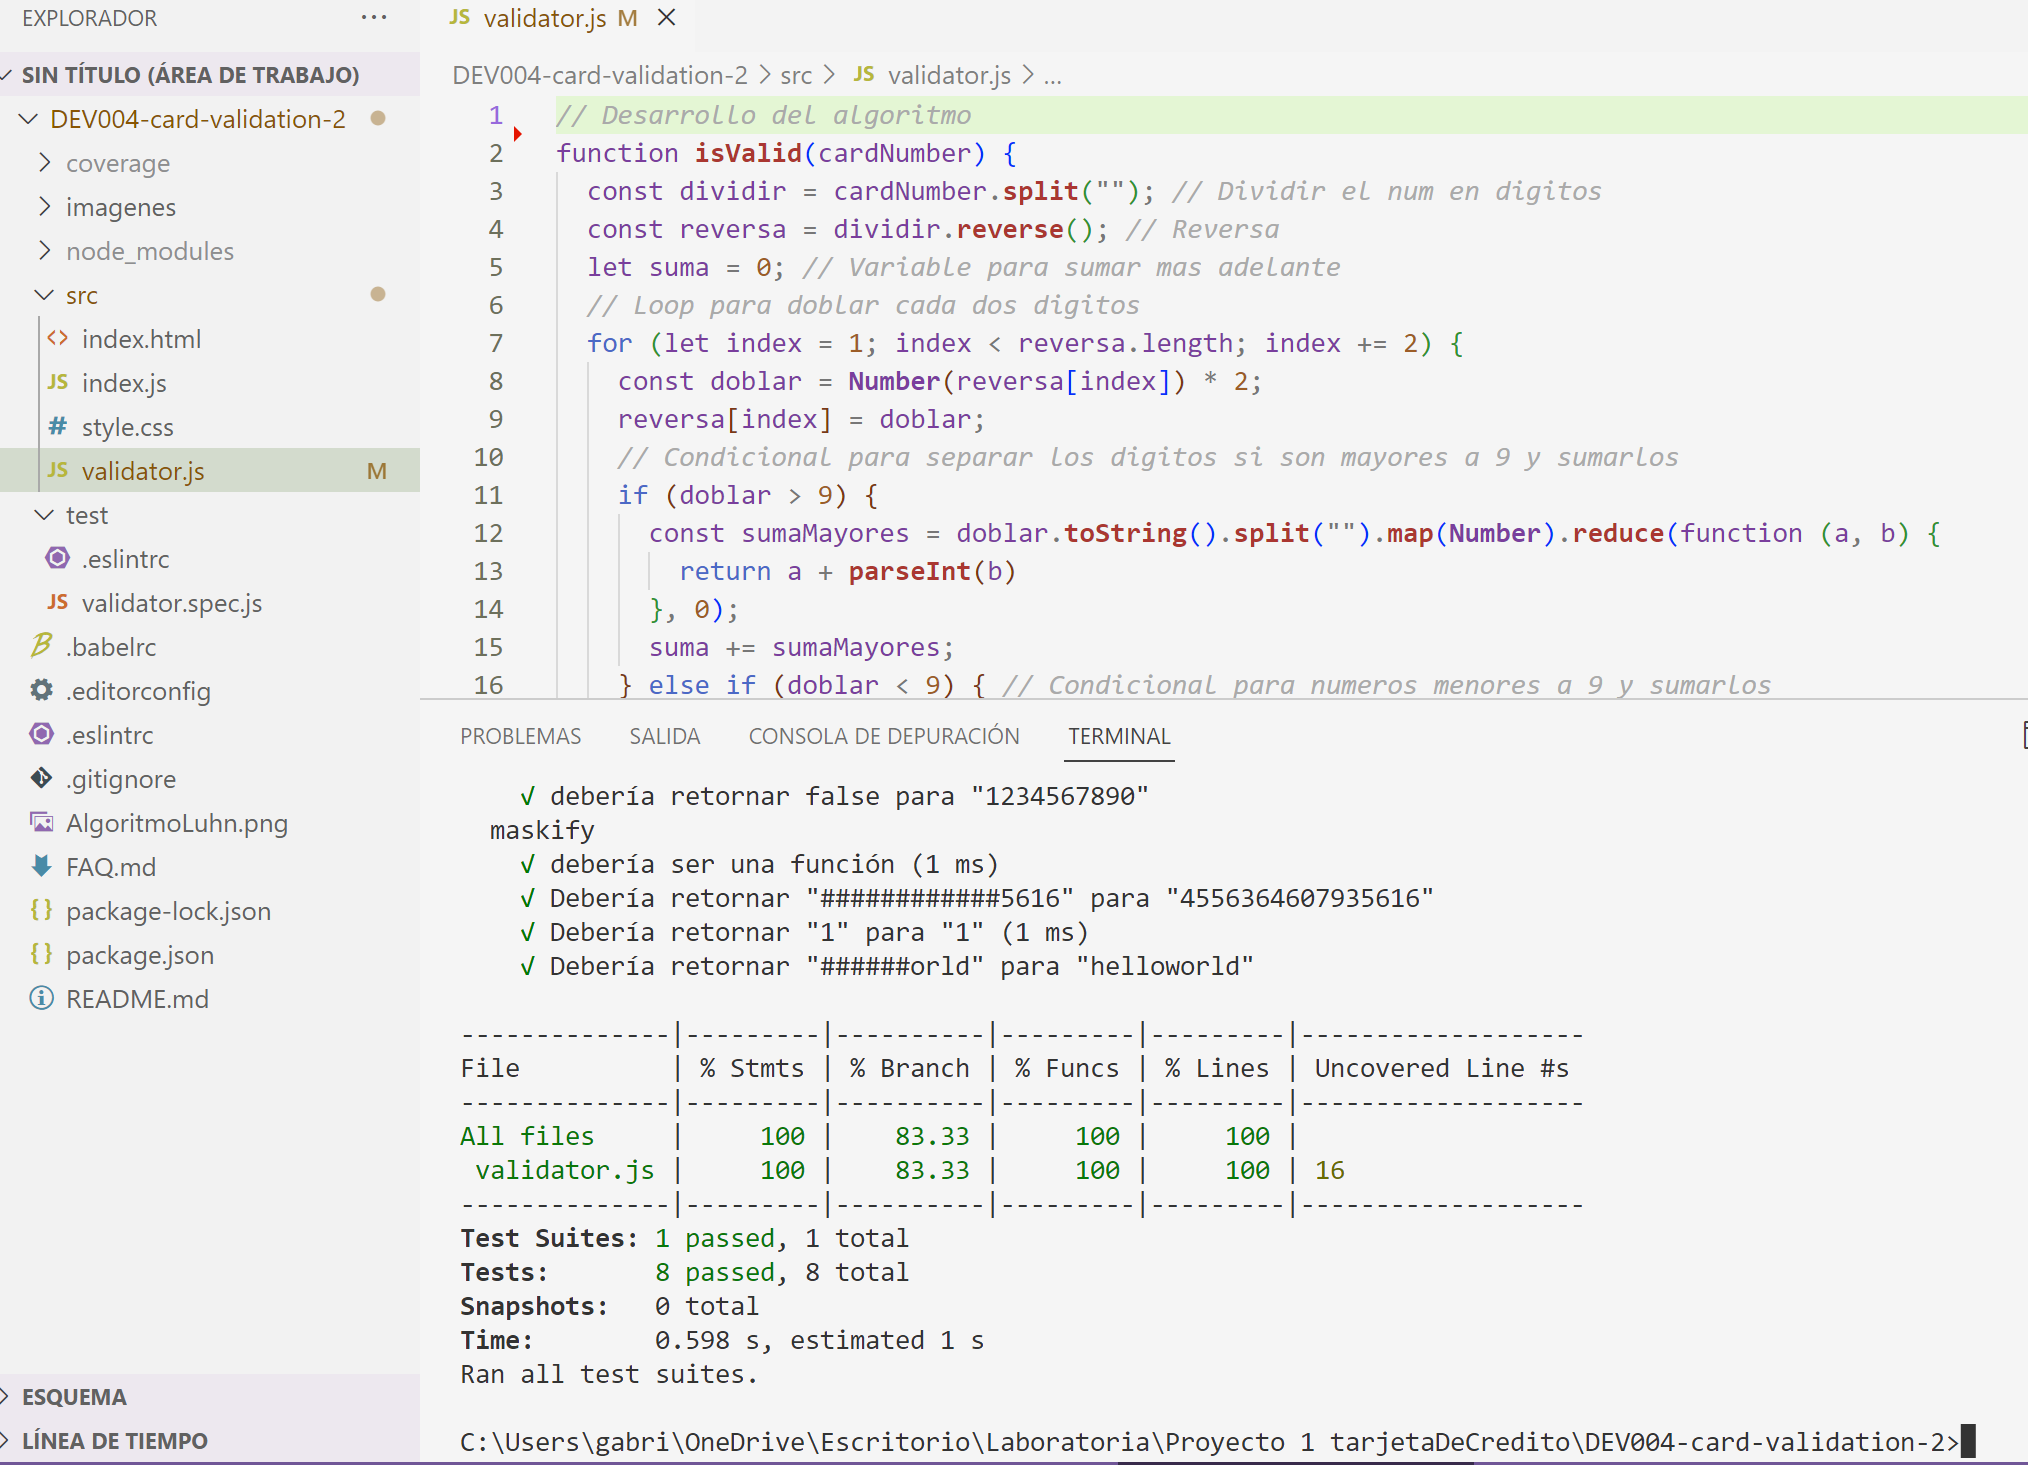 EXPLORADOR
SIN TÍTULO (ÁREA DE TRABAJO)
DEV004-card-validation-2
coverage
imagenes
node_modules
src
index.html
index.js
style.css
validator.js M
test
.eslintrc
validator.spec.js
.babelrc
.editorconfig
.eslintrc
.gitignore
AlgoritmoLuhn.png
FAQ.md
package-lock.json
package.json
README.md
ESQUEMA
LÍNEA DE TIEMPO
JS validator.js M
DEV004-card-validation-2 > src > JS validator.js > ...
1 // Desarrollo del algoritmo
2 function isValid(cardNumber) {
3 const dividir = cardNumber.split(""); // Dividir el num en digitos
4 const reversa = dividir.reverse(); // Reversa
5 let suma = 0; // Variable para sumar mas adelante
6 // Loop para doblar cada dos digitos
7 for (let index = 1; index < reversa.length; index += 2) {
8 const doblar = Number(reversa[index]) * 2;
9 reversa[index] = doblar;
10 // Condicional para separar los digitos si son mayores a 9 y sumarlos
11 if (doblar > 9) {
12 const sumaMayores = doblar.toString().split("").map(Number).reduce(function (a, b) {
13 return a + parseInt(b)
14 }, 0);
15 suma += sumaMayores;
16 } else if (doblar < 9) { // Condicional para numeros menores a 9 y sumarlos
PROBLEMAS SALIDA CONSOLA DE DEPURACIÓN TERMINAL
√ debería retornar false para "1234567890"
maskify
√ debería ser una función (1 ms)
√ Debería retornar "############5616" para "4556364607935616"
√ Debería retornar "1" para "1" (1 ms)
√ Debería retornar "######orld" para "helloworld"
--------------|---------|----------|---------|---------|-------------------
File | % Stmts | % Branch | % Funcs | % Lines | Uncovered Line #s
--------------|---------|----------|---------|---------|-------------------
All files | 100 | 83.33 | 100 | 100 |
validator.js | 100 | 83.33 | 100 | 100 | 16
--------------|---------|----------|---------|---------|-------------------
Test Suites: 1 passed, 1 total
Tests: 8 passed, 8 total
Snapshots: 0 total
Time: 0.598 s, estimated 1 s
Ran all test suites.
C:\Users\gabri\OneDrive\Escritorio\Laboratoria\Proyecto 1 tarjetaDeCredito\DEV004-card-validation-2>